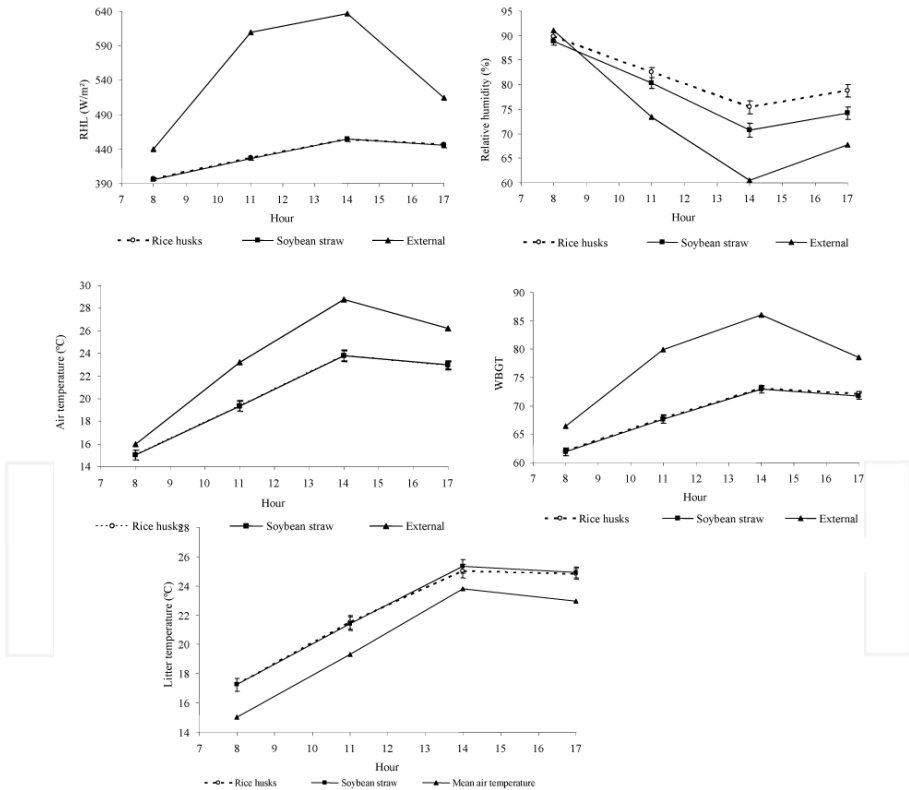 640
590
540
490
440
390
RHL (W/m²)
7 8 9 10 11 12 13 14 15 16 17
Hour
Rice husks Soybean straw External
95
90
85
80
75
70
65
60
Relative humidity (%)
7 8 9 10 11 12 13 14 15 16 17
Hour
Rice husks Soybean straw External
30
28
26
24
22
20
18
16
14
Air temperature (ºC)
7 8 9 10 11 12 13 14 15 16 17
Hour
Rice husks Soybean straw External
90
85
80
75
70
65
60
WBGT
7 8 9 10 11 12 13 14 15 16 17
Hour
Rice husks Soybean straw External
28
26
24
22
20
18
16
14
Litter temperature (ºC)
7 8 9 10 11 12 13 14 15 16 17
Hour
Rice husks Soybean straw Mean air temperature